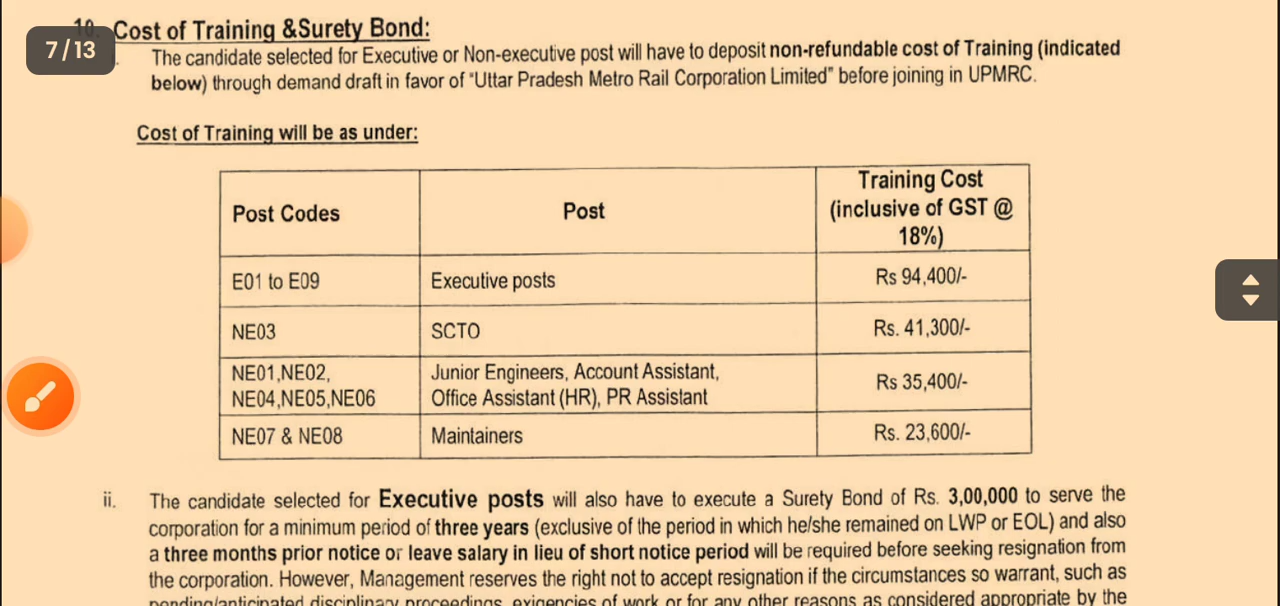 10. Cost of Training &Surety Bond:
7/13
The candidate selected for Executive or Non-executive post will have to deposit non-refundable cost of Training (indicated
below) through demand draft in favor of "Uttar Pradesh Metro Rail Corporation Limited" before joining in UPMRC.
Cost of Training will be as under:
Post Codes Post Training Cost
(inclusive of GST @
18%)
E01 to E09 Executive posts Rs 94,400/-
NE03 SCTO Rs. 41,300/-
NE01,NE02, Junior Engineers, Account Assistant, Rs 35,400/-
NE04,NE05,NE06 Office Assistant (HR), PR Assistant
NE07 & NE08 Maintainers Rs. 23,600/-
ii. The candidate selected for Executive posts will also have to execute a Surety Bond of Rs. 3,00,000 to serve the
corporation for a minimum period of three years (exclusive of the period in which he/she remained on LWP or EOL) and also
a three months prior notice or leave salary in lieu of short notice period will be required before seeking resignation from
the corporation. However, Management reserves the right not to accept resignation if the circumstances so warrant, such as
pending/anticipated disciplinary proceedings, exigencies of work or for any other reasons as considered appropriate by the